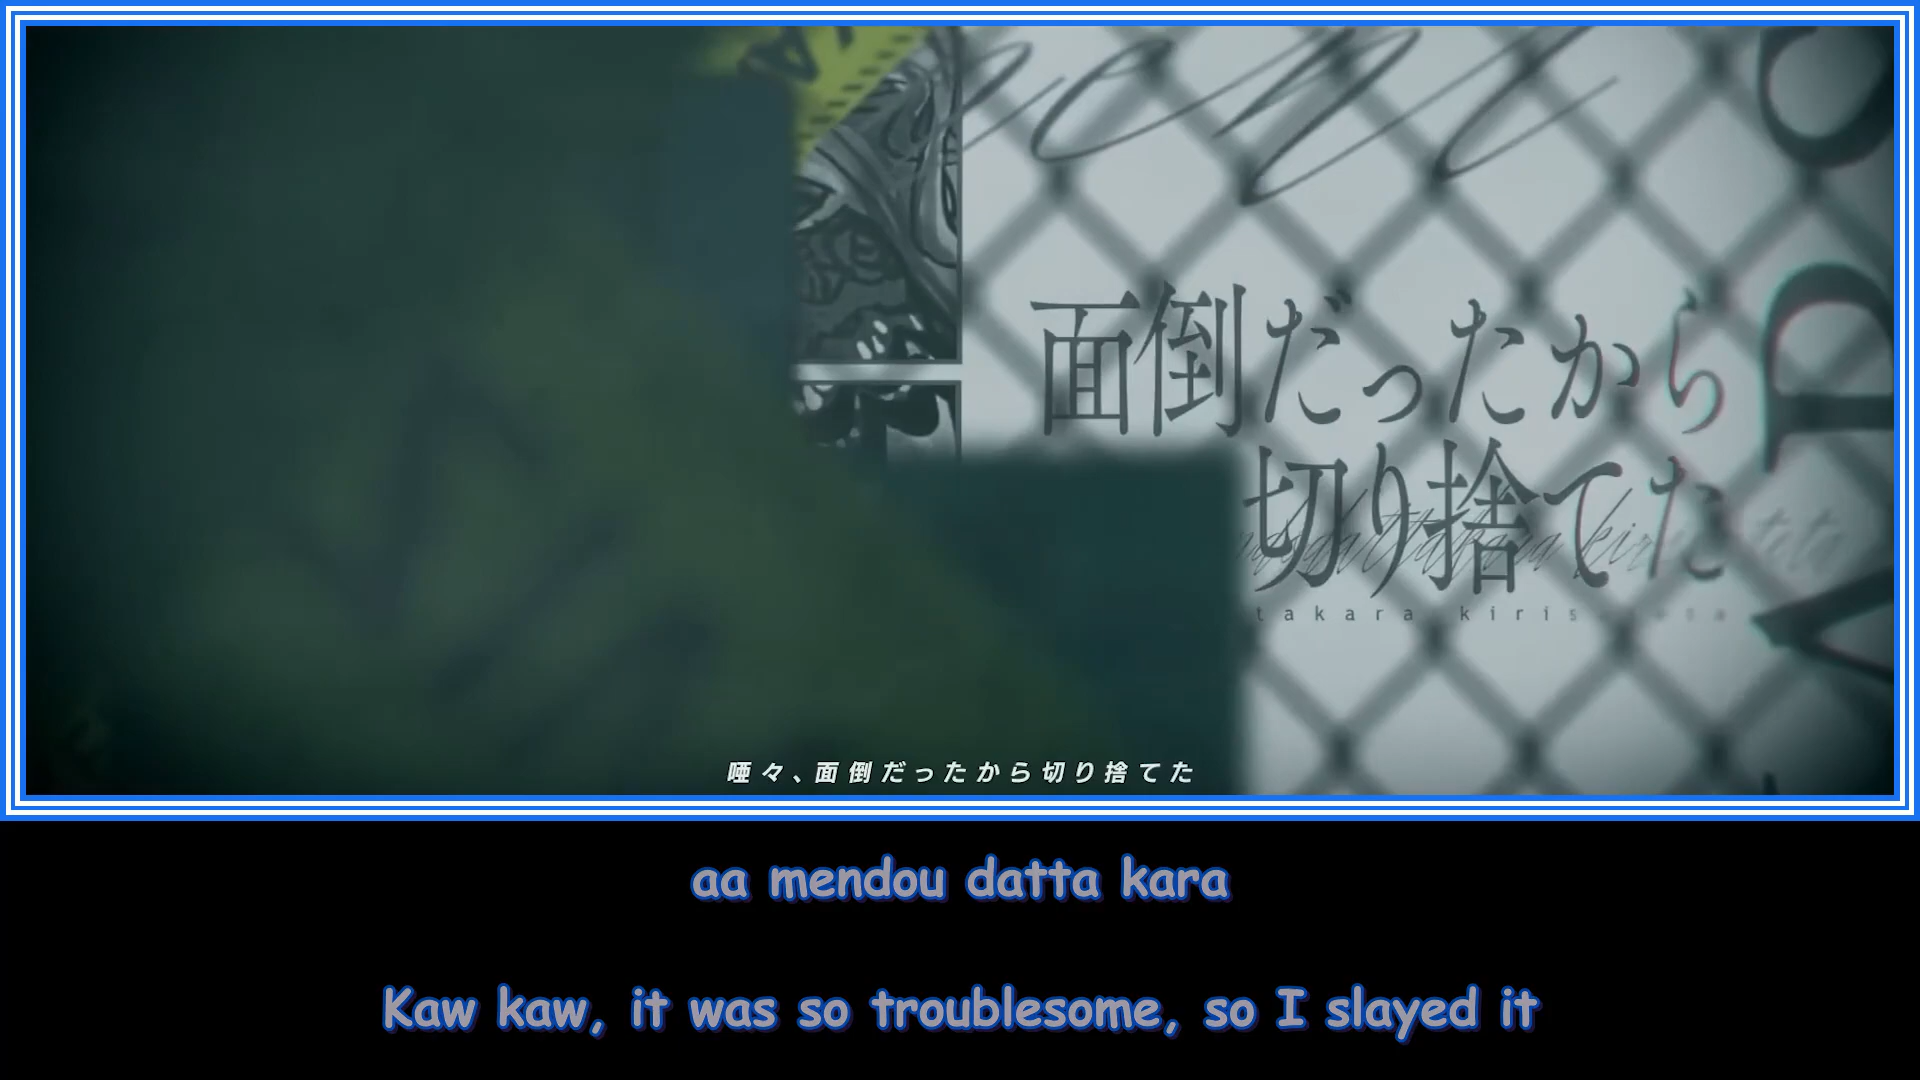 面倒だったから
切り捨てた
takara kiris
唖々、面倒だったから切り捨てた
aa mendou datta kara
Kaw kaw, it was so troublesome, so I slayed it